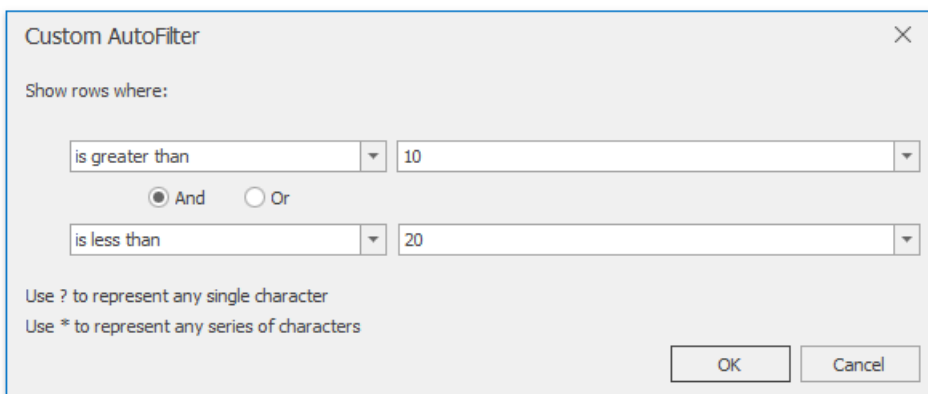 Custom AutoFilter
Show rows where:
is greater than 10
And Or
is less than 20
Use ? to represent any single character
Use * to represent any series of characters
OK Cancel